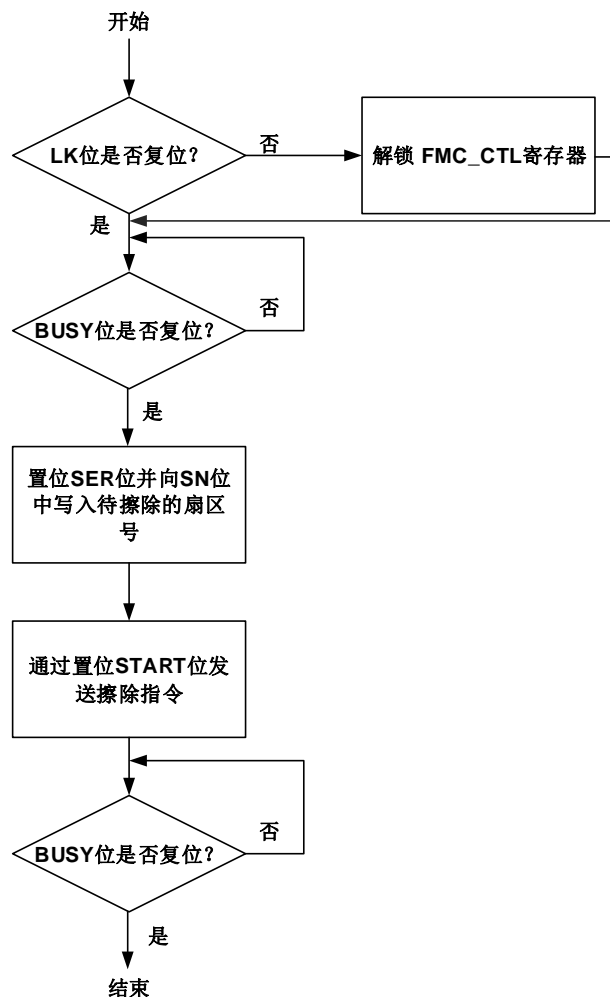 开始
LK位是否复位？
否
解锁 FMC_CTL寄存器
是
BUSY位是否复位？
否
是
置位SER位并向SN位
中写入待擦除的扇区
号
通过置位START位发
送擦除指令
BUSY位是否复位？
否
是
结束